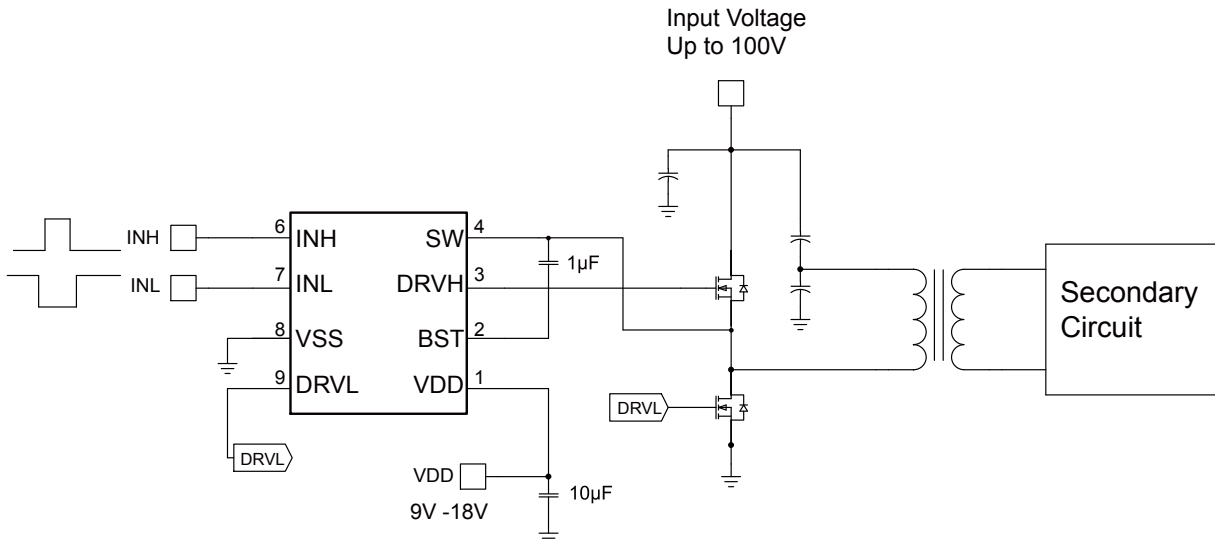 Input Voltage
Up to 100V
INH
6
INH
SW
4
1µF
INL
7
INL
DRVH
3
8
VSS
BST
2
9
DRVL
VDD
1
DRVL
DRVL
Secondary
Circuit
VDD
10µF
9V -18V